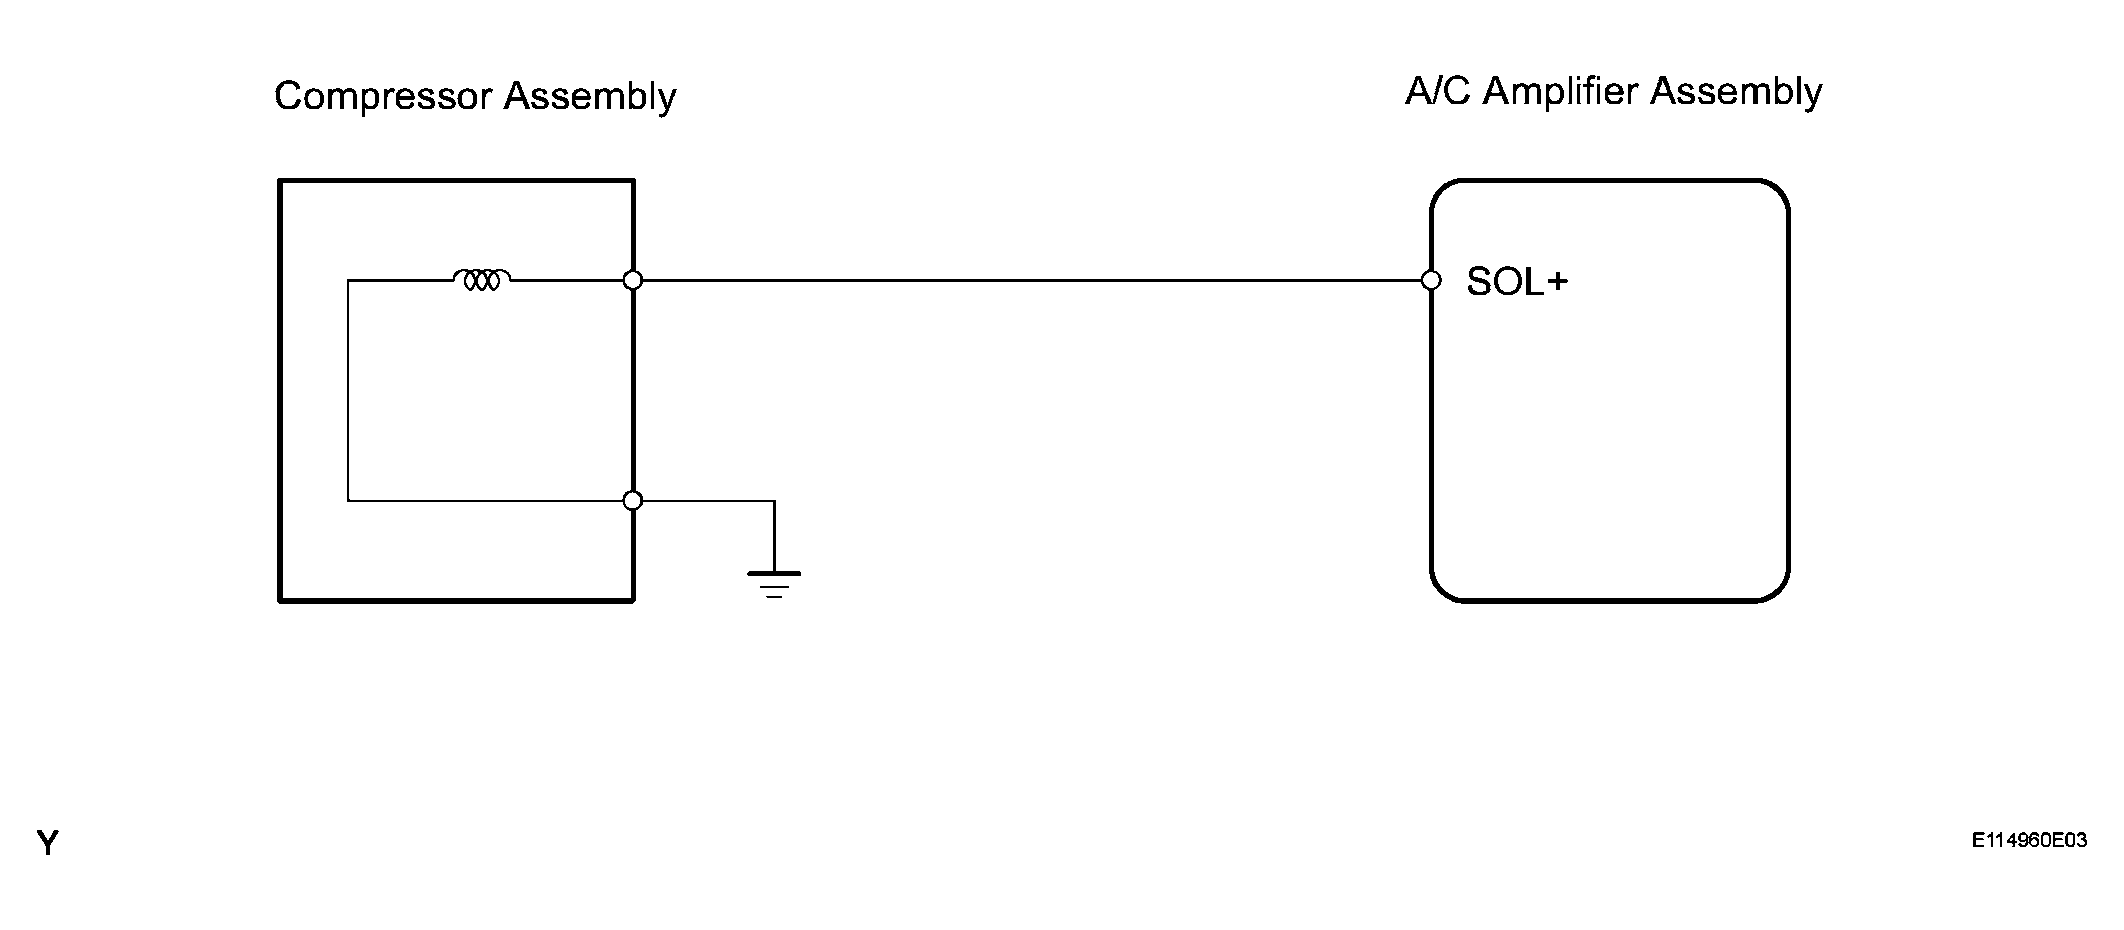 Compressor Assembly
A/C Amplifier Assembly
SOL+
Y
E114960E03